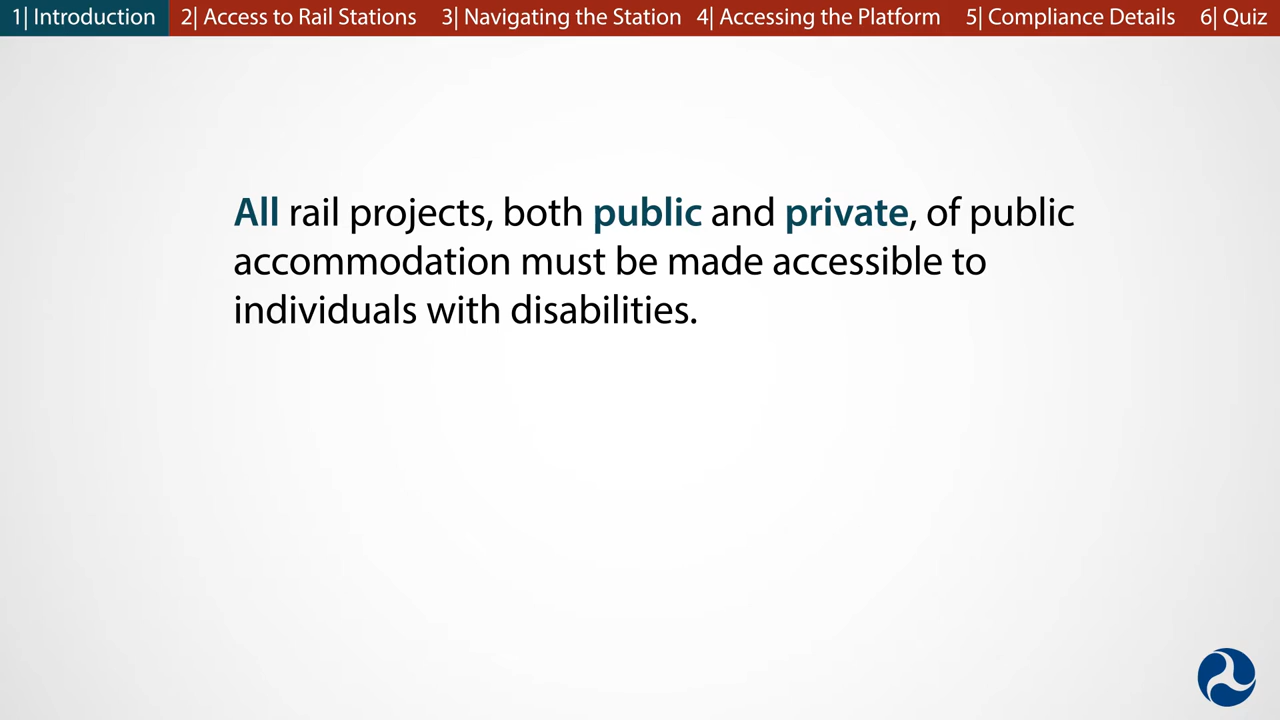 1| Introduction 2| Access to Rail Stations 3| Navigating the Station 4| Accessing the Platform 5| Compliance Details 6| Quiz
All rail projects, both public and private, of public
accommodation must be made accessible to
individuals with disabilities.